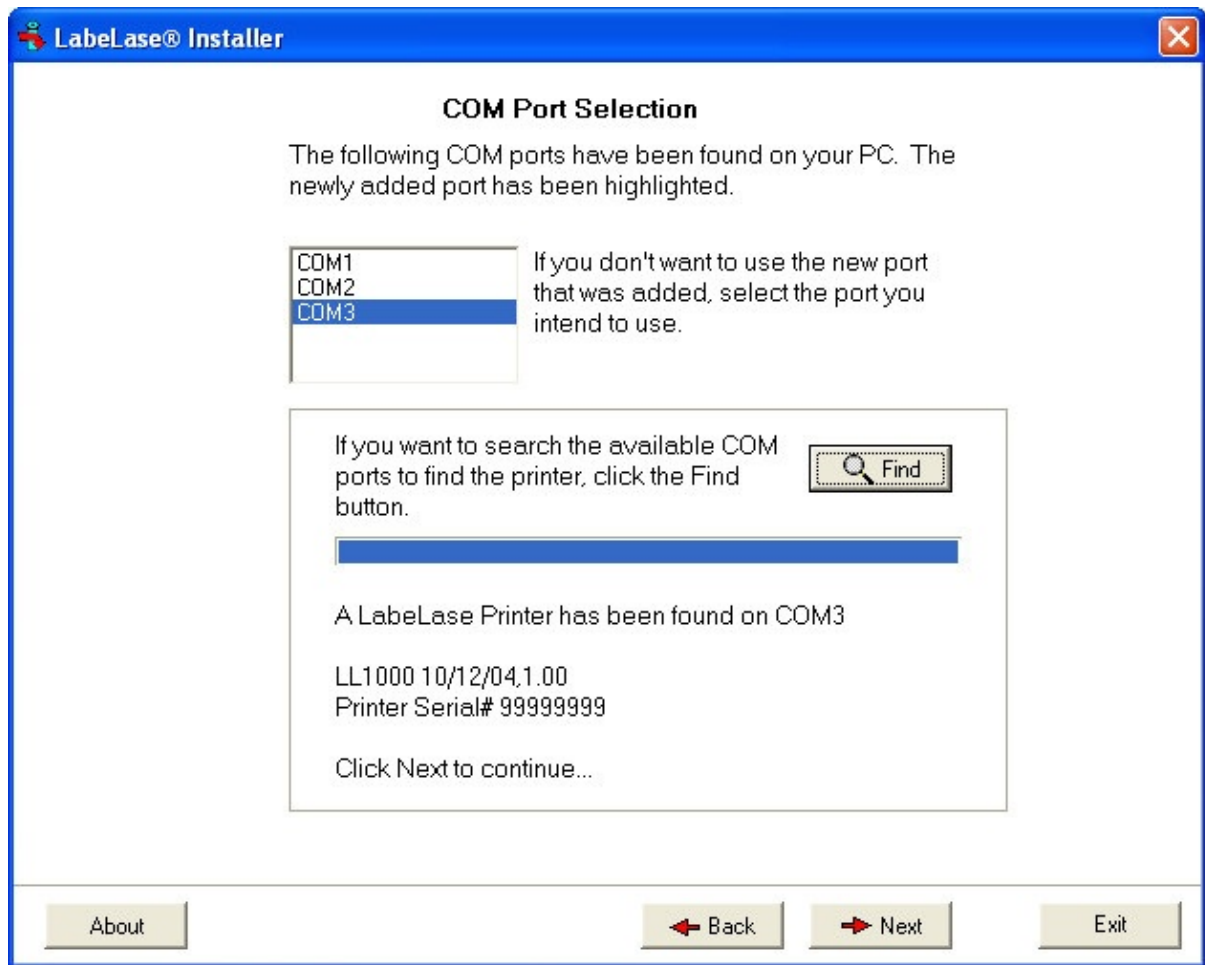 LabeLase® Installer
COM Port Selection
The following COM ports have been found on your PC. The
newly added port has been highlighted.
COM1
COM2
COM3
If you don't want to use the new port
that was added, select the port you
intend to use.
If you want to search the available COM
ports to find the printer, click the Find
button.
Find
A LabeLase Printer has been found on COM3
LL1000 10/12/04,1.00
Printer Serial# 99999999
Click Next to continue...
About
Back
Next
Exit